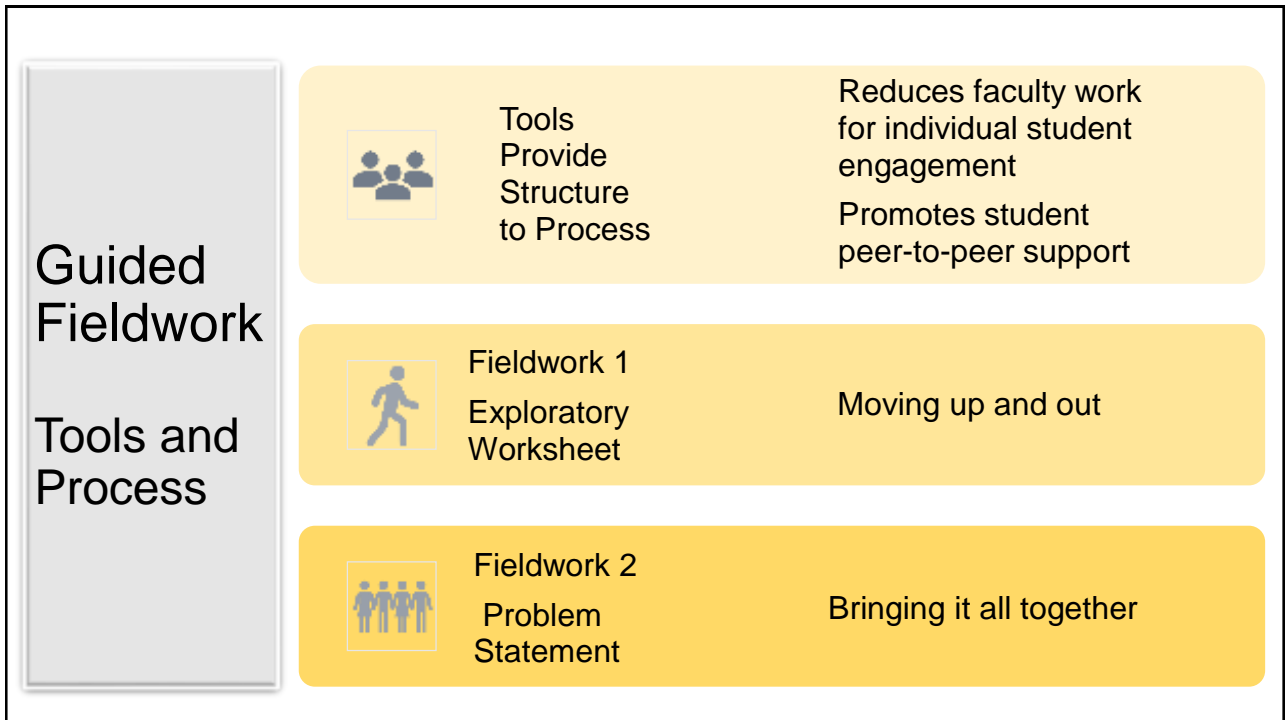 Guided
Fieldwork
Tools and
Process
Tools
Provide
Structure
to Process
Reduces faculty work
for individual student
engagement
Promotes student
peer-to-peer support
Fieldwork 1
Exploratory
Worksheet
Moving up and out
Fieldwork 2
Problem
Statement
Bringing it all together